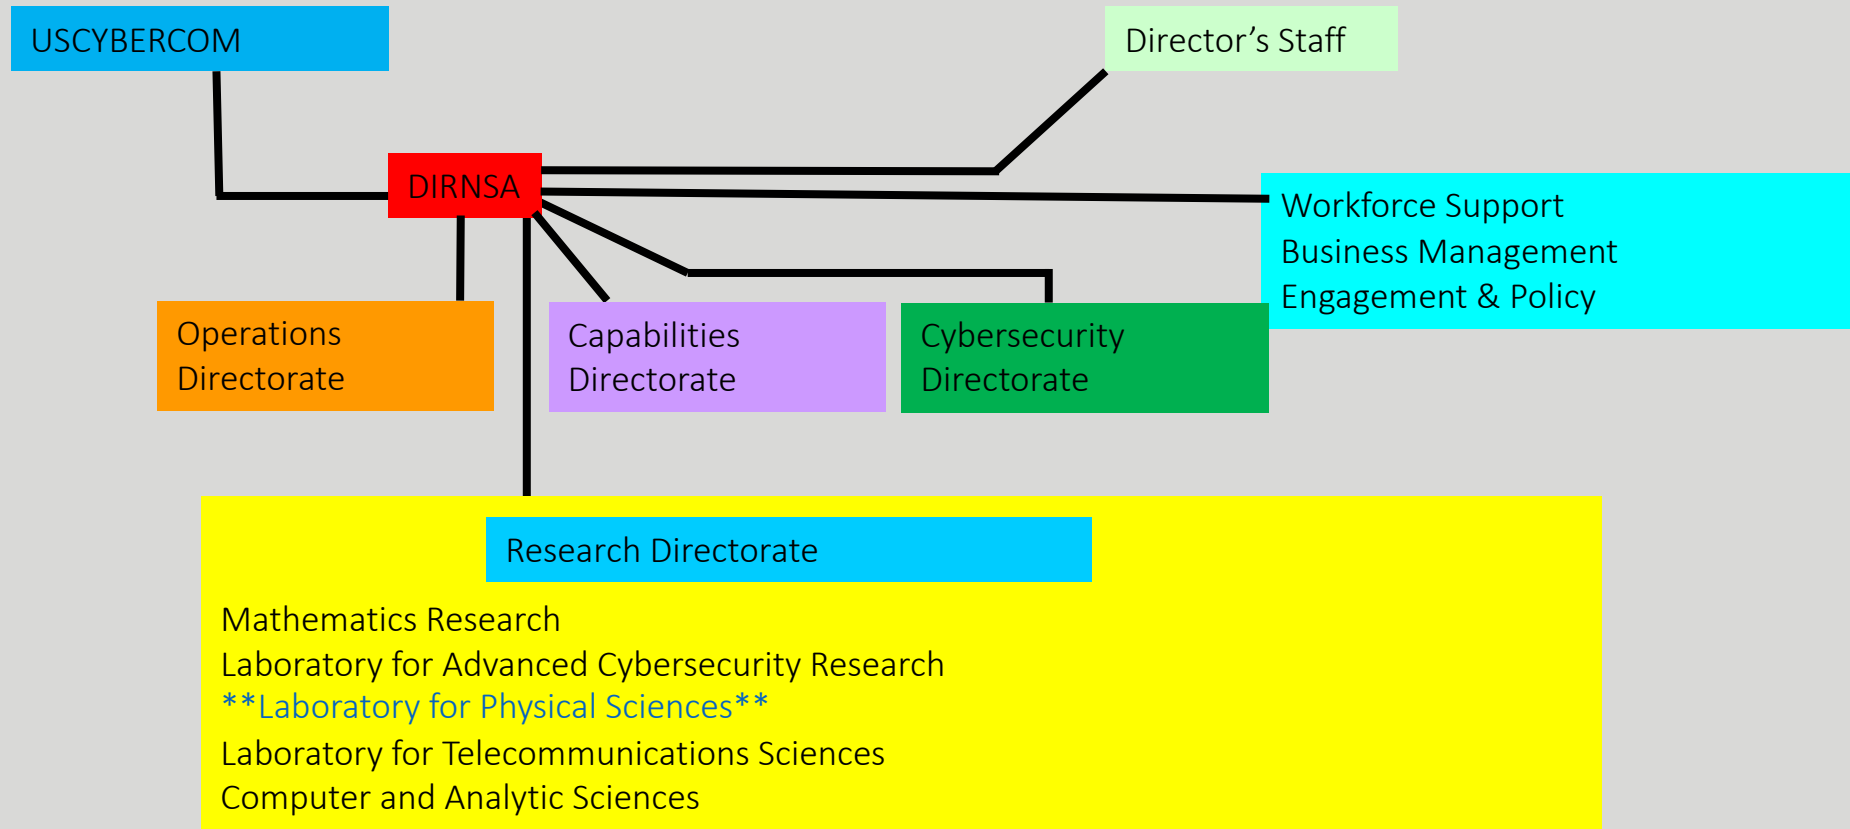 USCYBERCOM
Director’s Staff
DIRNSA
Workforce Support
Business Management
Engagement & Policy
Operations
Directorate
Capabilities
Directorate
Cybersecurity
Directorate
Research Directorate
Mathematics Research
Laboratory for Advanced Cybersecurity Research
**Laboratory for Physical Sciences**
Laboratory for Telecommunications Sciences
Computer and Analytic Sciences